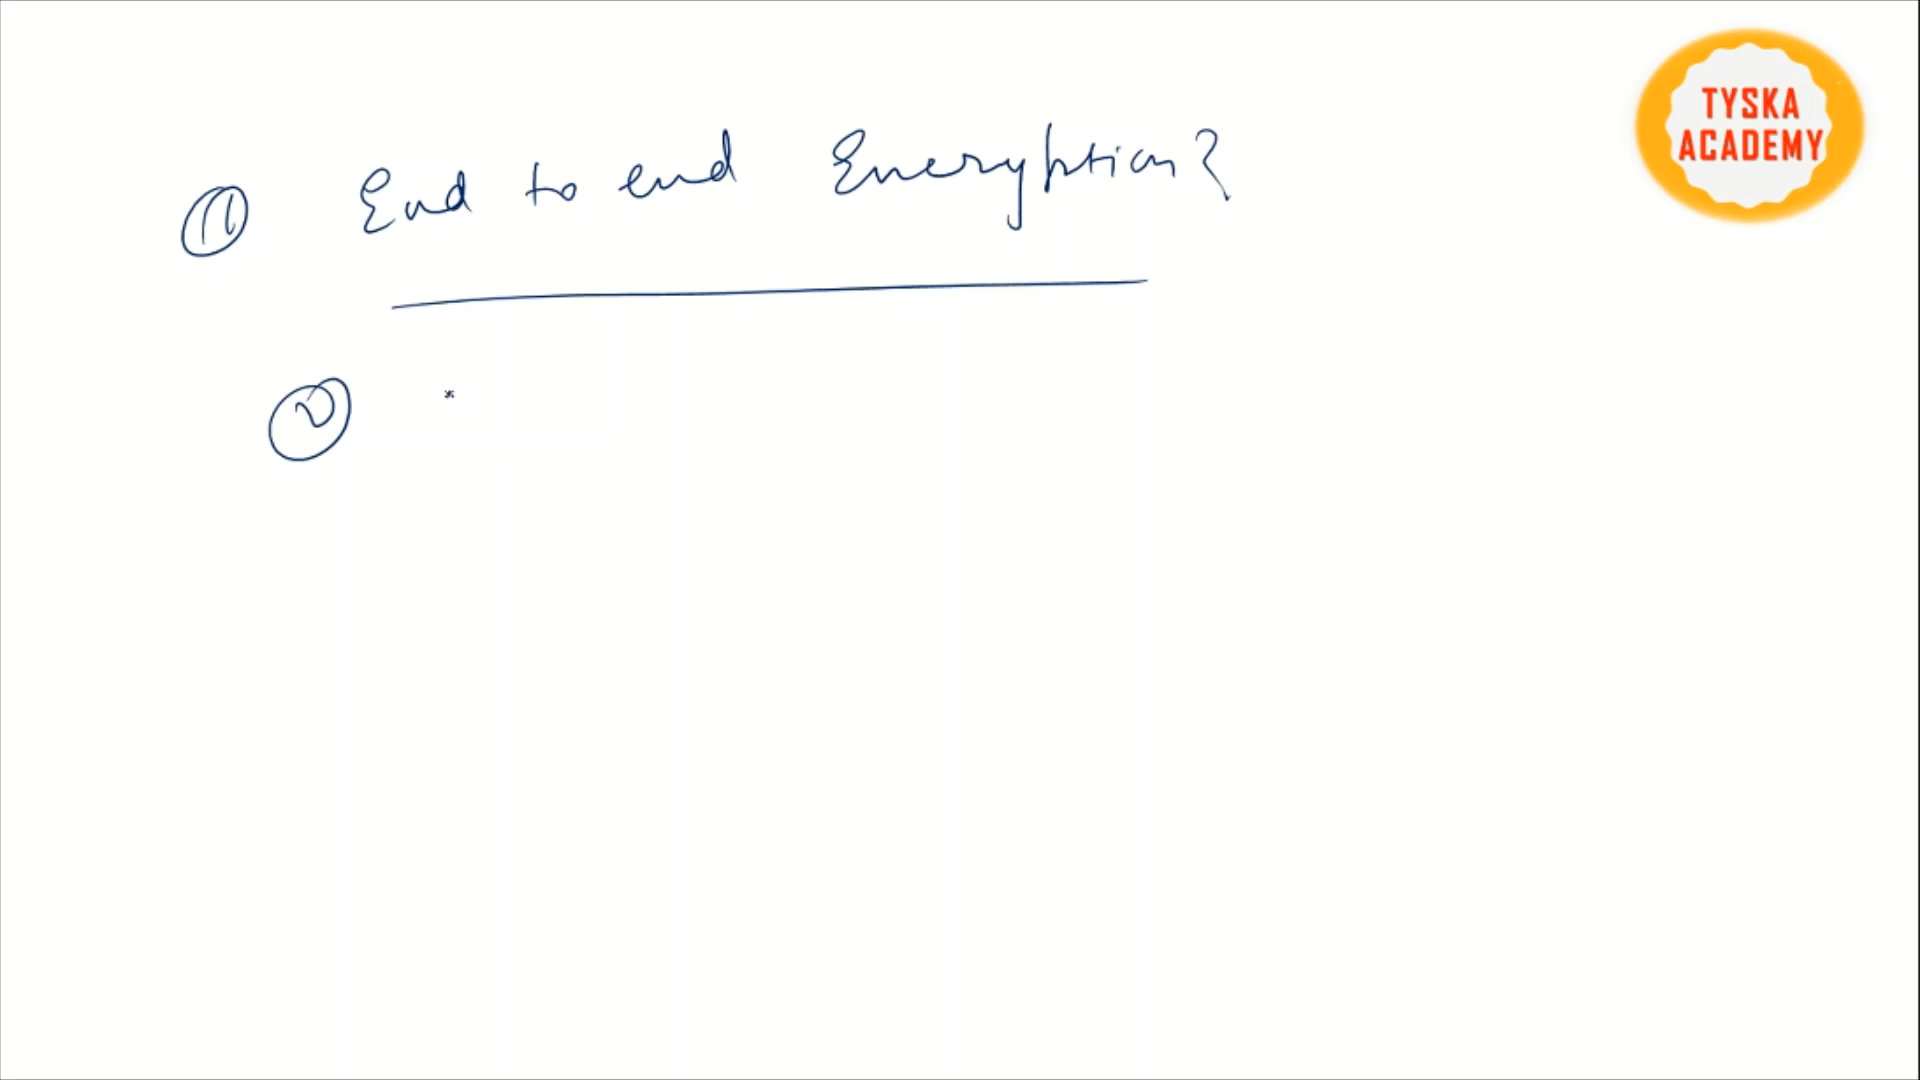 TYSKA
ACADEMY
① End to end Encryption?
②